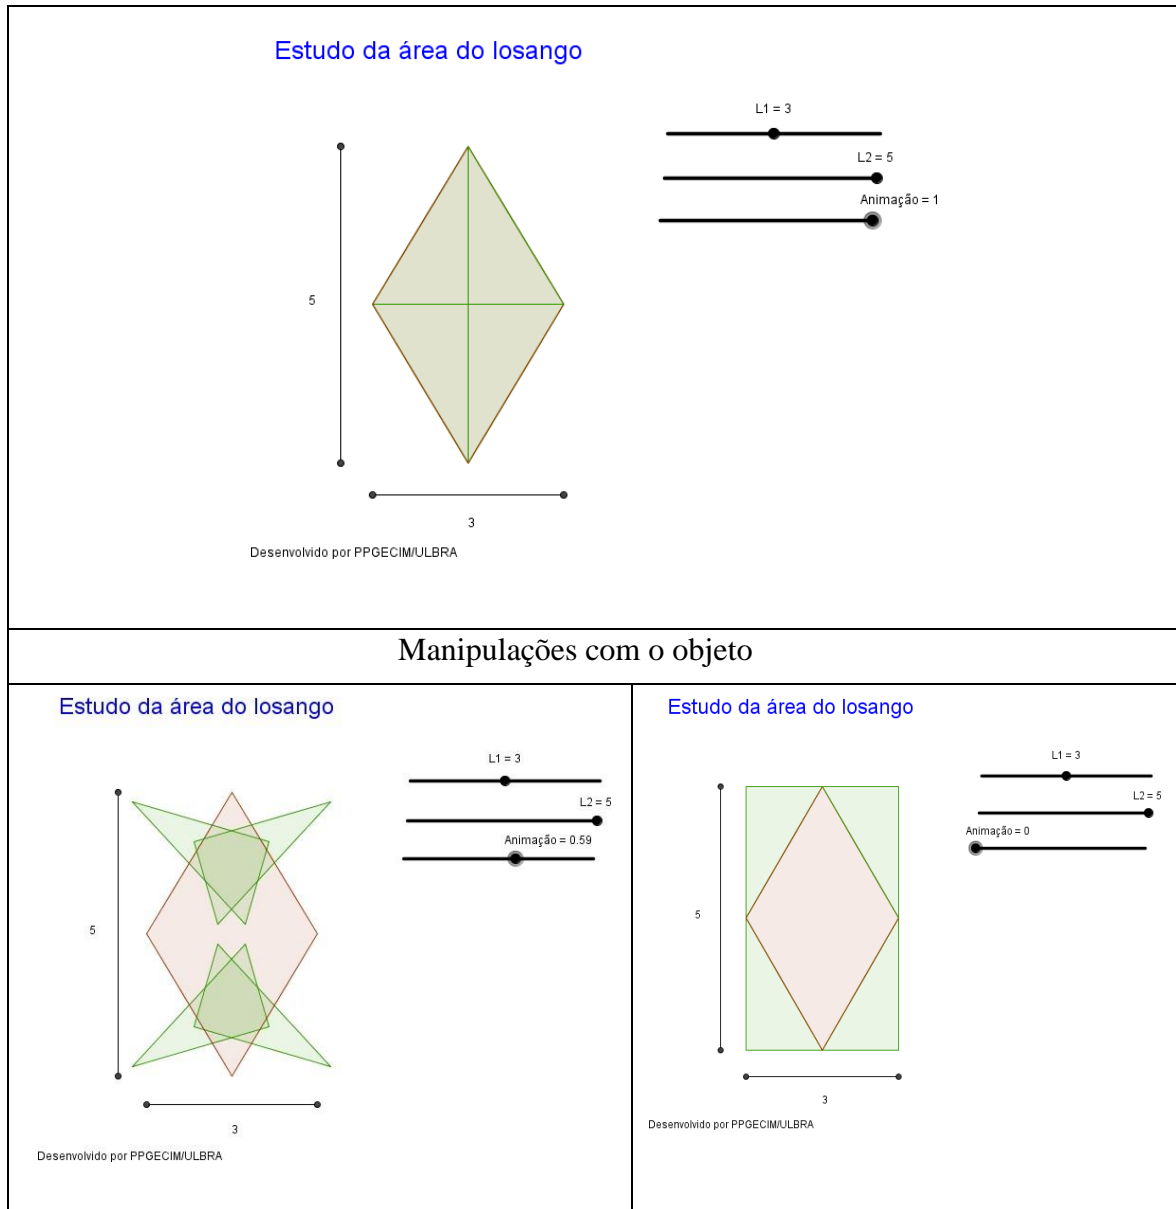 Estudo da área do losango
L1 = 3
L2 = 5
Animação = 1
5
3
Desenvolvido por PPGECIM/ULBRA
Manipulações com o objeto
Estudo da área do losango
L1 = 3
L2 = 5
Animação = 0.59
5
3
Desenvolvido por PPGECIM/ULBRA
Estudo da área do losango
L1 = 3
L2 = 5
Animação = 0
5
3
Desenvolvido por PPGECIM/ULBRA